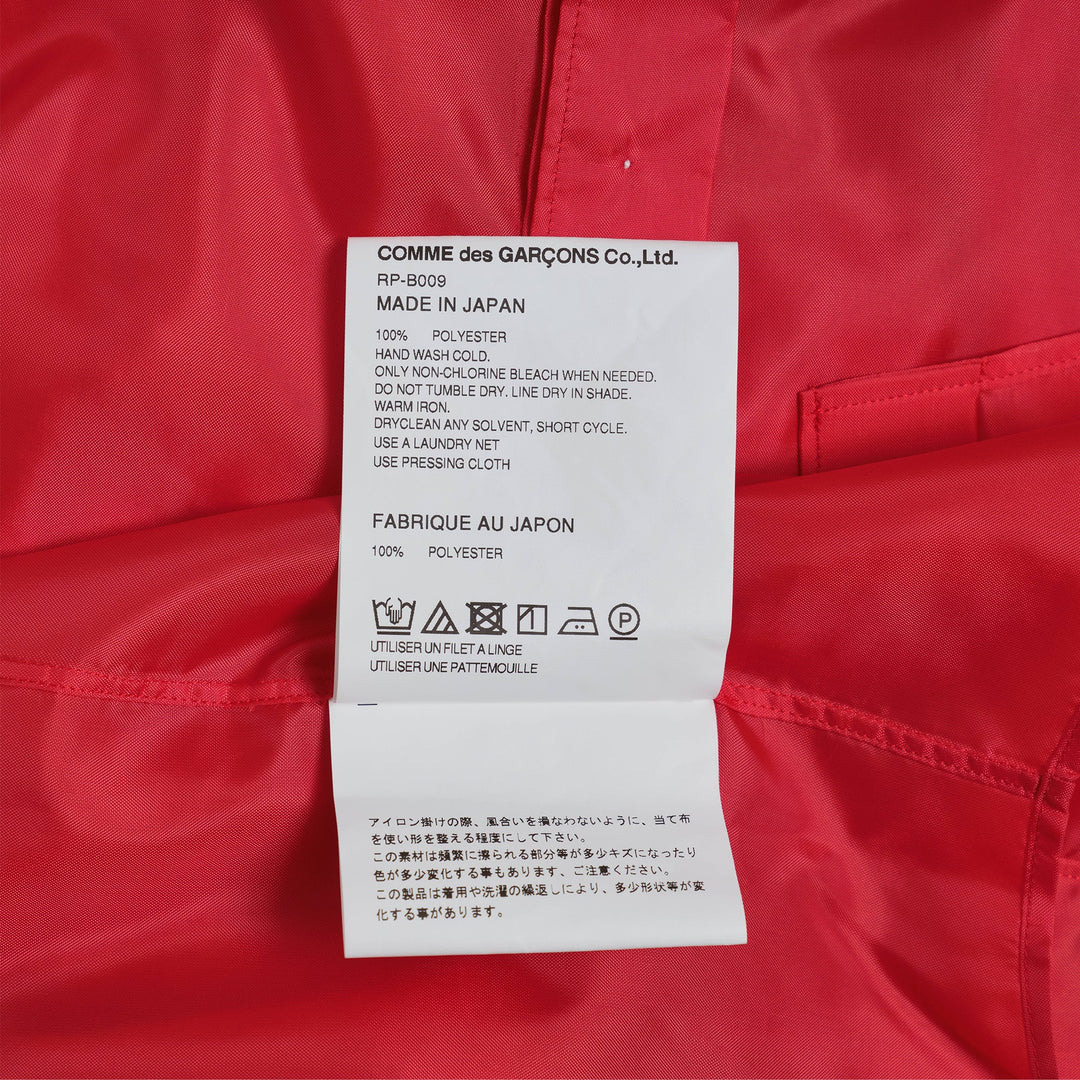 COMME des GARÇONS Co.,Ltd.
RP-B009
MADE IN JAPAN
100% POLYESTER
HAND WASH COLD.
ONLY NON-CHLORINE BLEACH WHEN NEEDED.
DO NOT TUMBLE DRY. LINE DRY IN SHADE.
WARM IRON.
DRYCLEAN ANY SOLVENT, SHORT CYCLE.
USE A LAUNDRY NET
USE PRESSING CLOTH
FABRIQUE AU JAPON
100% POLYESTER
P
UTILISER UN FILET A LINGE
UTILISER UNE PATTEMOUILLE
アイロン掛けの際、風合いを損なわないように、当て布
を使い形を整える程度にして下さい。
この素材は頻繁に擦られる部分等が多少キズになったり
色が多少変化する事もあります、ご注意ください。
この製品は着用や洗濯の繰返しにより、多少形状等が変
化する事があります。